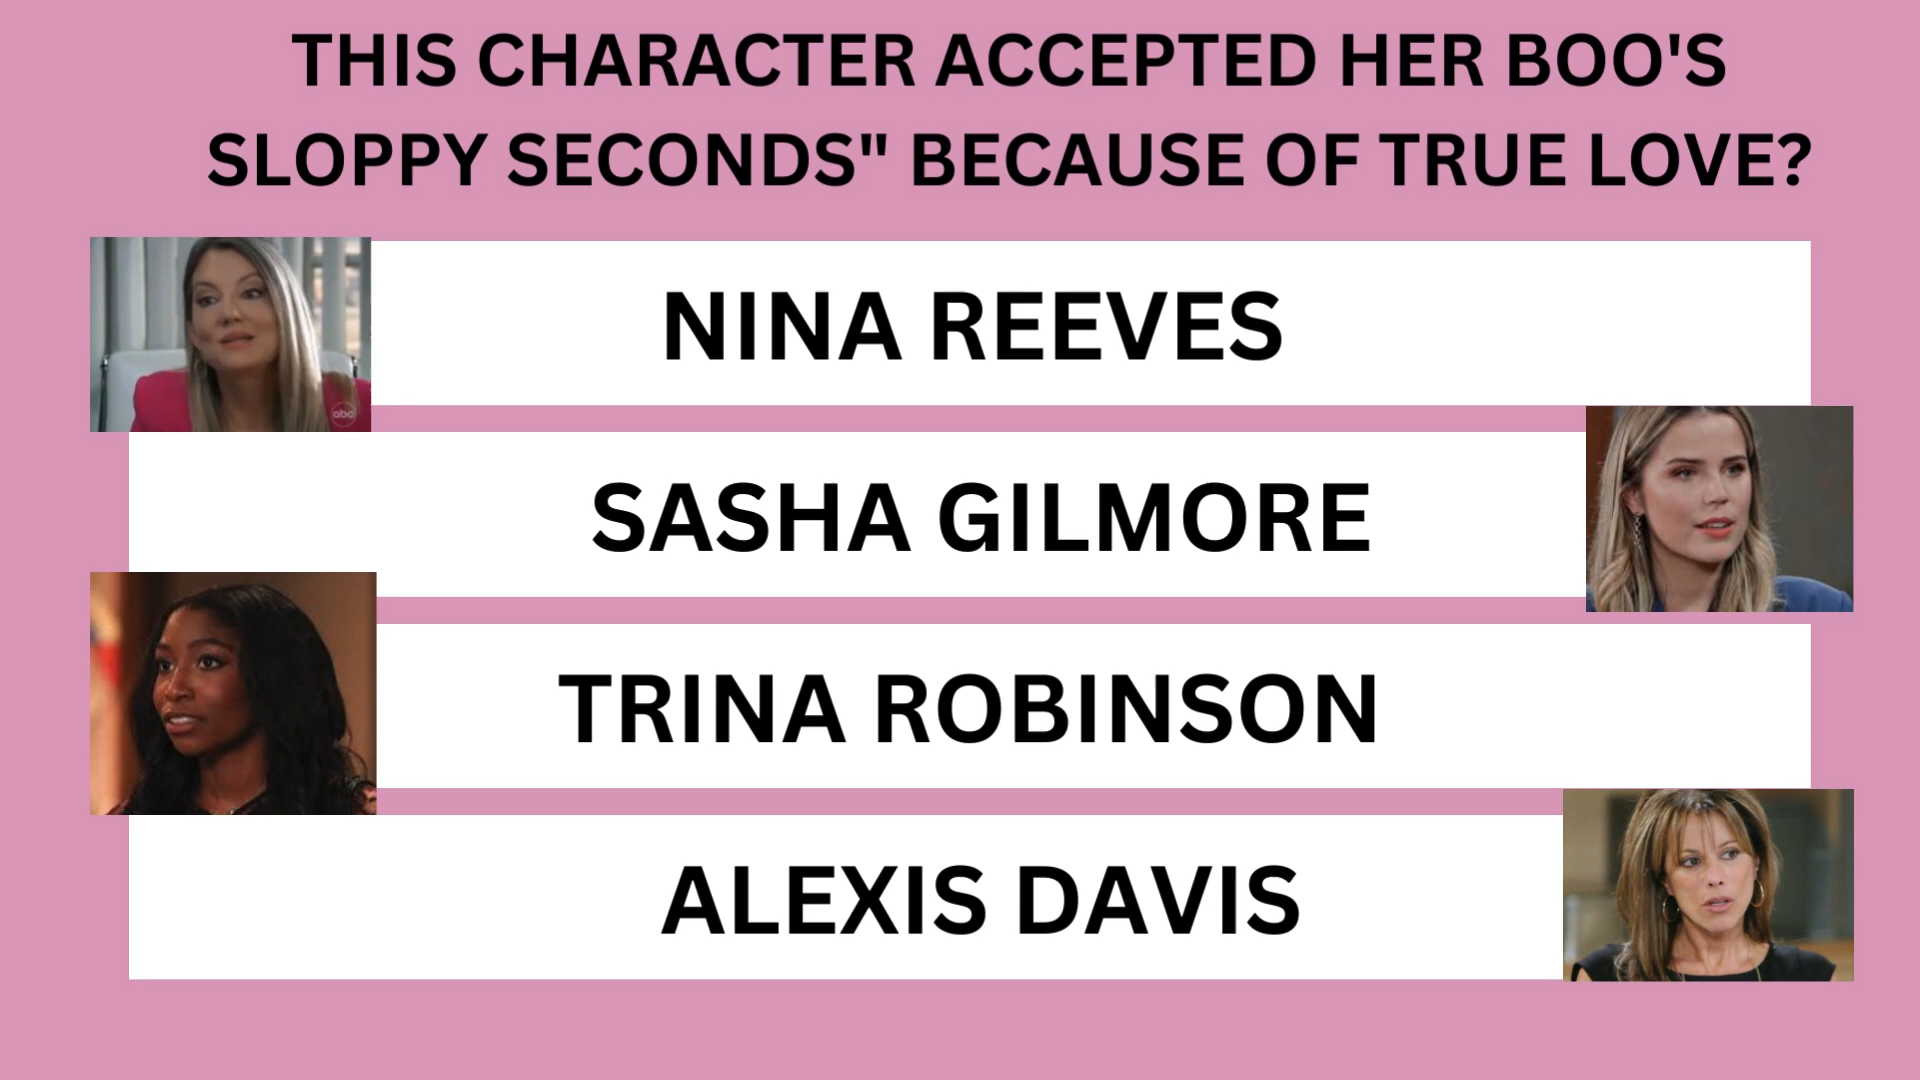 THIS CHARACTER ACCEPTED HER BOO'S
SLOPPY SECONDS" BECAUSE OF TRUE LOVE?
NINA REEVES
abc
SASHA GILMORE
TRINA ROBINSON
ALEXIS DAVIS